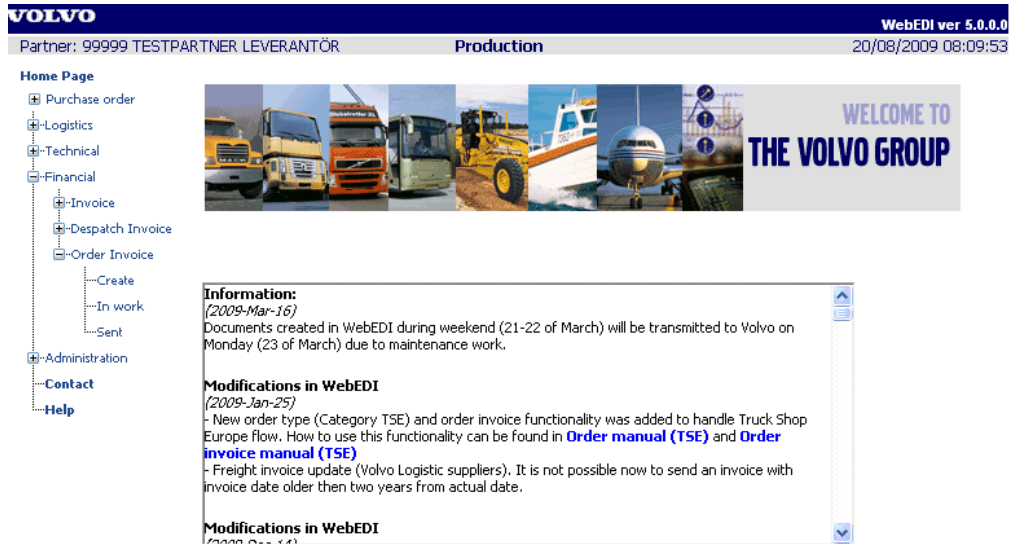 VOLVO
WebEDI ver 5.0.0.0
Partner: 99999 TESTPARTNER LEVERANTÖR Production 20/08/2009 08:09:53
Home Page
Purchase order
Logistics
Technical
Financial
Invoice
Despatch Invoice
Order Invoice
Create
In work
Sent
Administration
Contact
Help
MACK
Globetrotter XL
WELCOME TO
THE VOLVO GROUP
Information:
(2009-Mar-16)
Documents created in WebEDI during weekend (21-22 of March) will be transmitted to Volvo on
Monday (23 of March) due to maintenance work.
Modifications in WebEDI
(2009-Jan-25)
- New order type (Category TSE) and order invoice functionality was added to handle Truck Shop
Europe flow. How to use this functionality can be found in Order manual (TSE) and Order
invoice manual (TSE)
- Freight invoice update (Volvo Logistic suppliers). It is not possible now to send an invoice with
invoice date older then two years from actual date.
Modifications in WebEDI